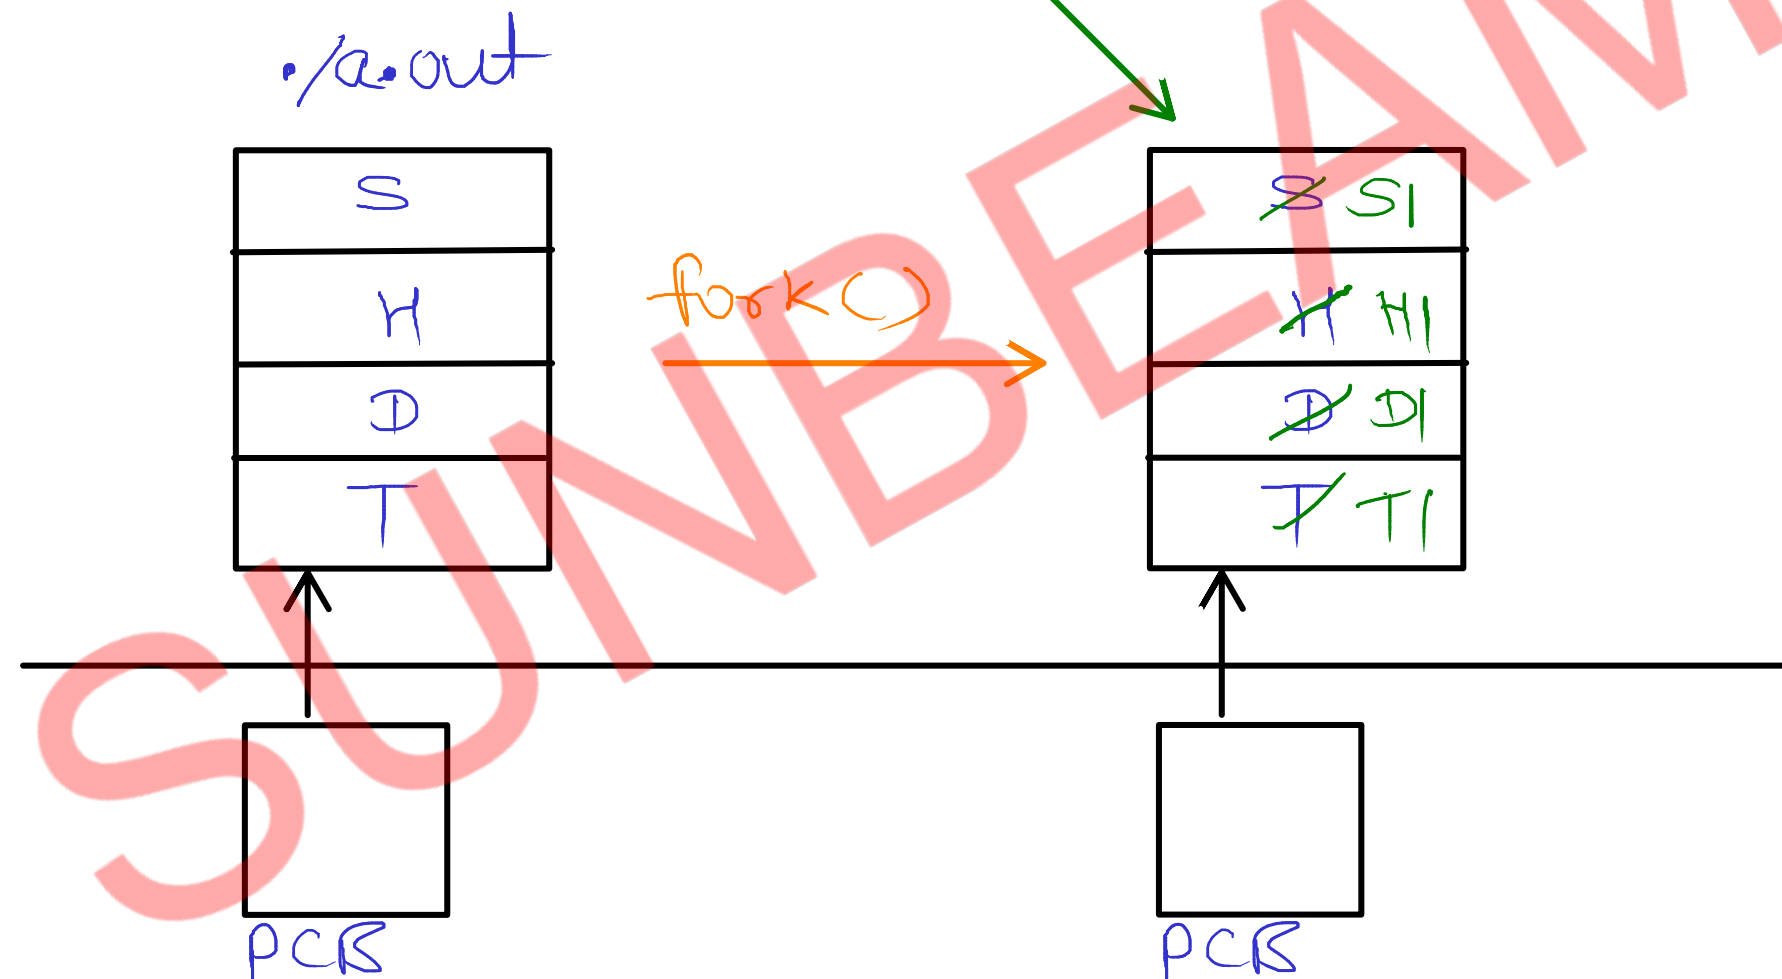 ./a.out
S
H
D
T
fork()
S S1
H H1
D D1
T T1
PCB
PCB
SUNBEAM